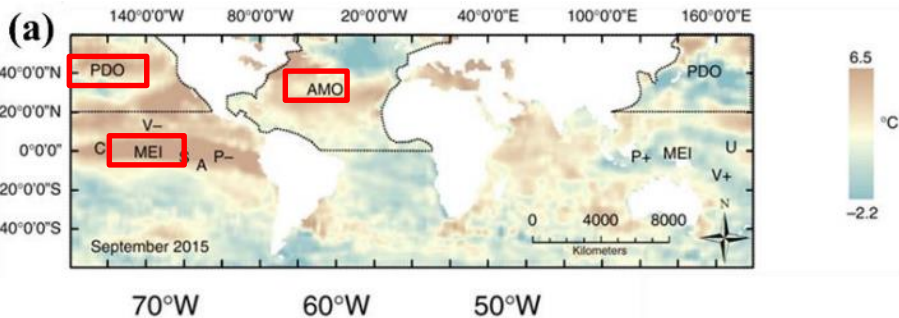 (a)
140°0'0"W 80°0'0"W 20°0'0"W 40°0'0"E 100°0'0"E 160°0'0"E
40°0'0"N PDO AMO PDO
20°0'0"N V–
0°0'0" C MEI S A P– P+ MEI U
V+
20°0'0"S
40°0'0"S
N
0 4000 8000
Kilometers
September 2015
6.5
°C
–2.2
70°W 60°W 50°W